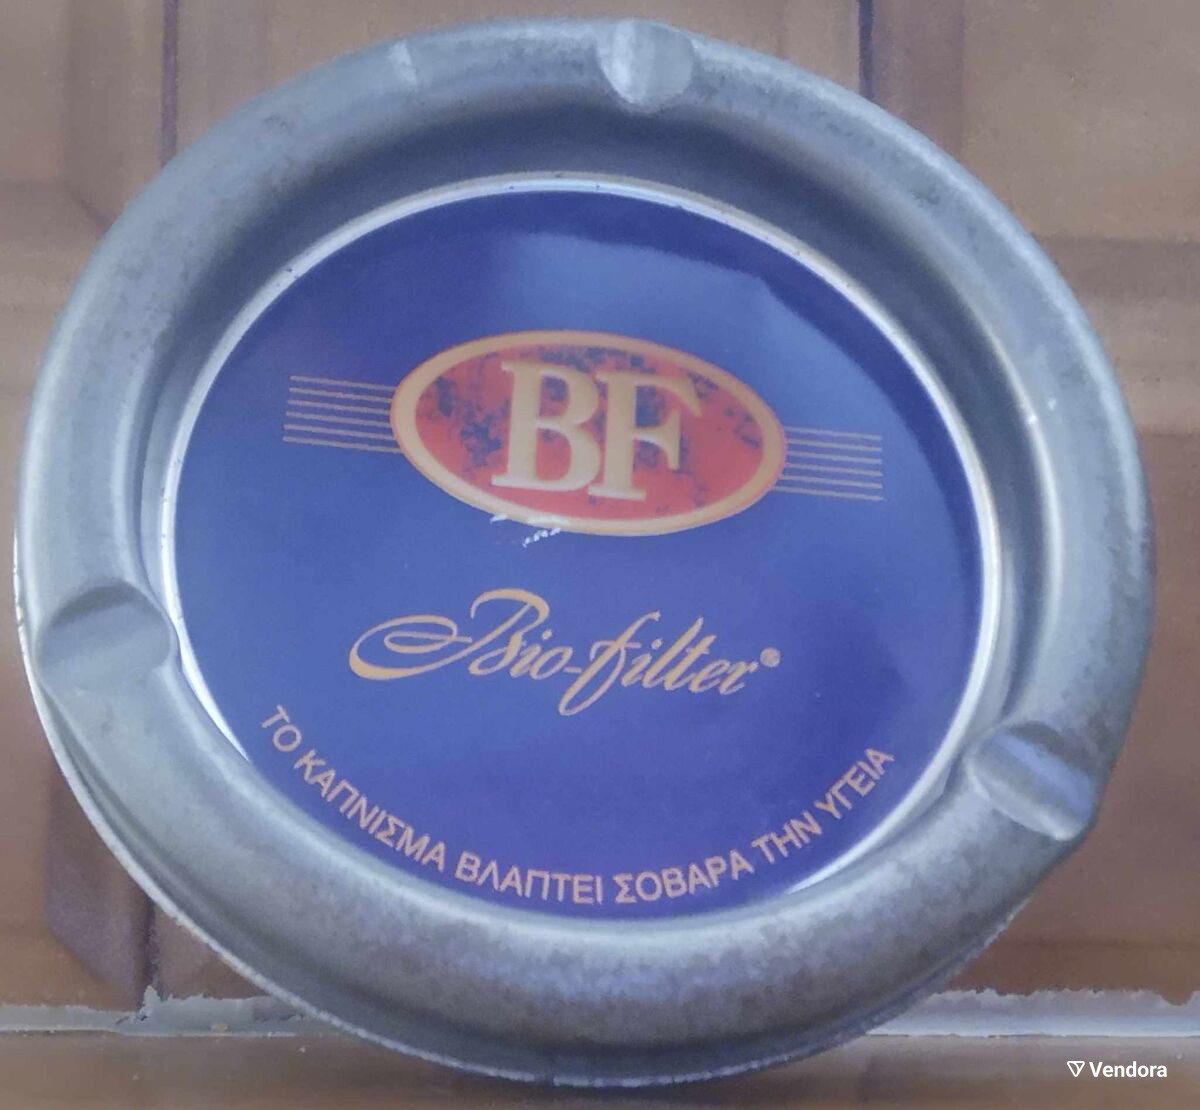 BF
Bio-filter®
ΤΟ ΚΑΠΝΙΣΜΑ ΒΛΑΠΤΕΙ ΣΟΒΑΡΑ ΤΗΝ ΥΓΕΙΑ
Vendora